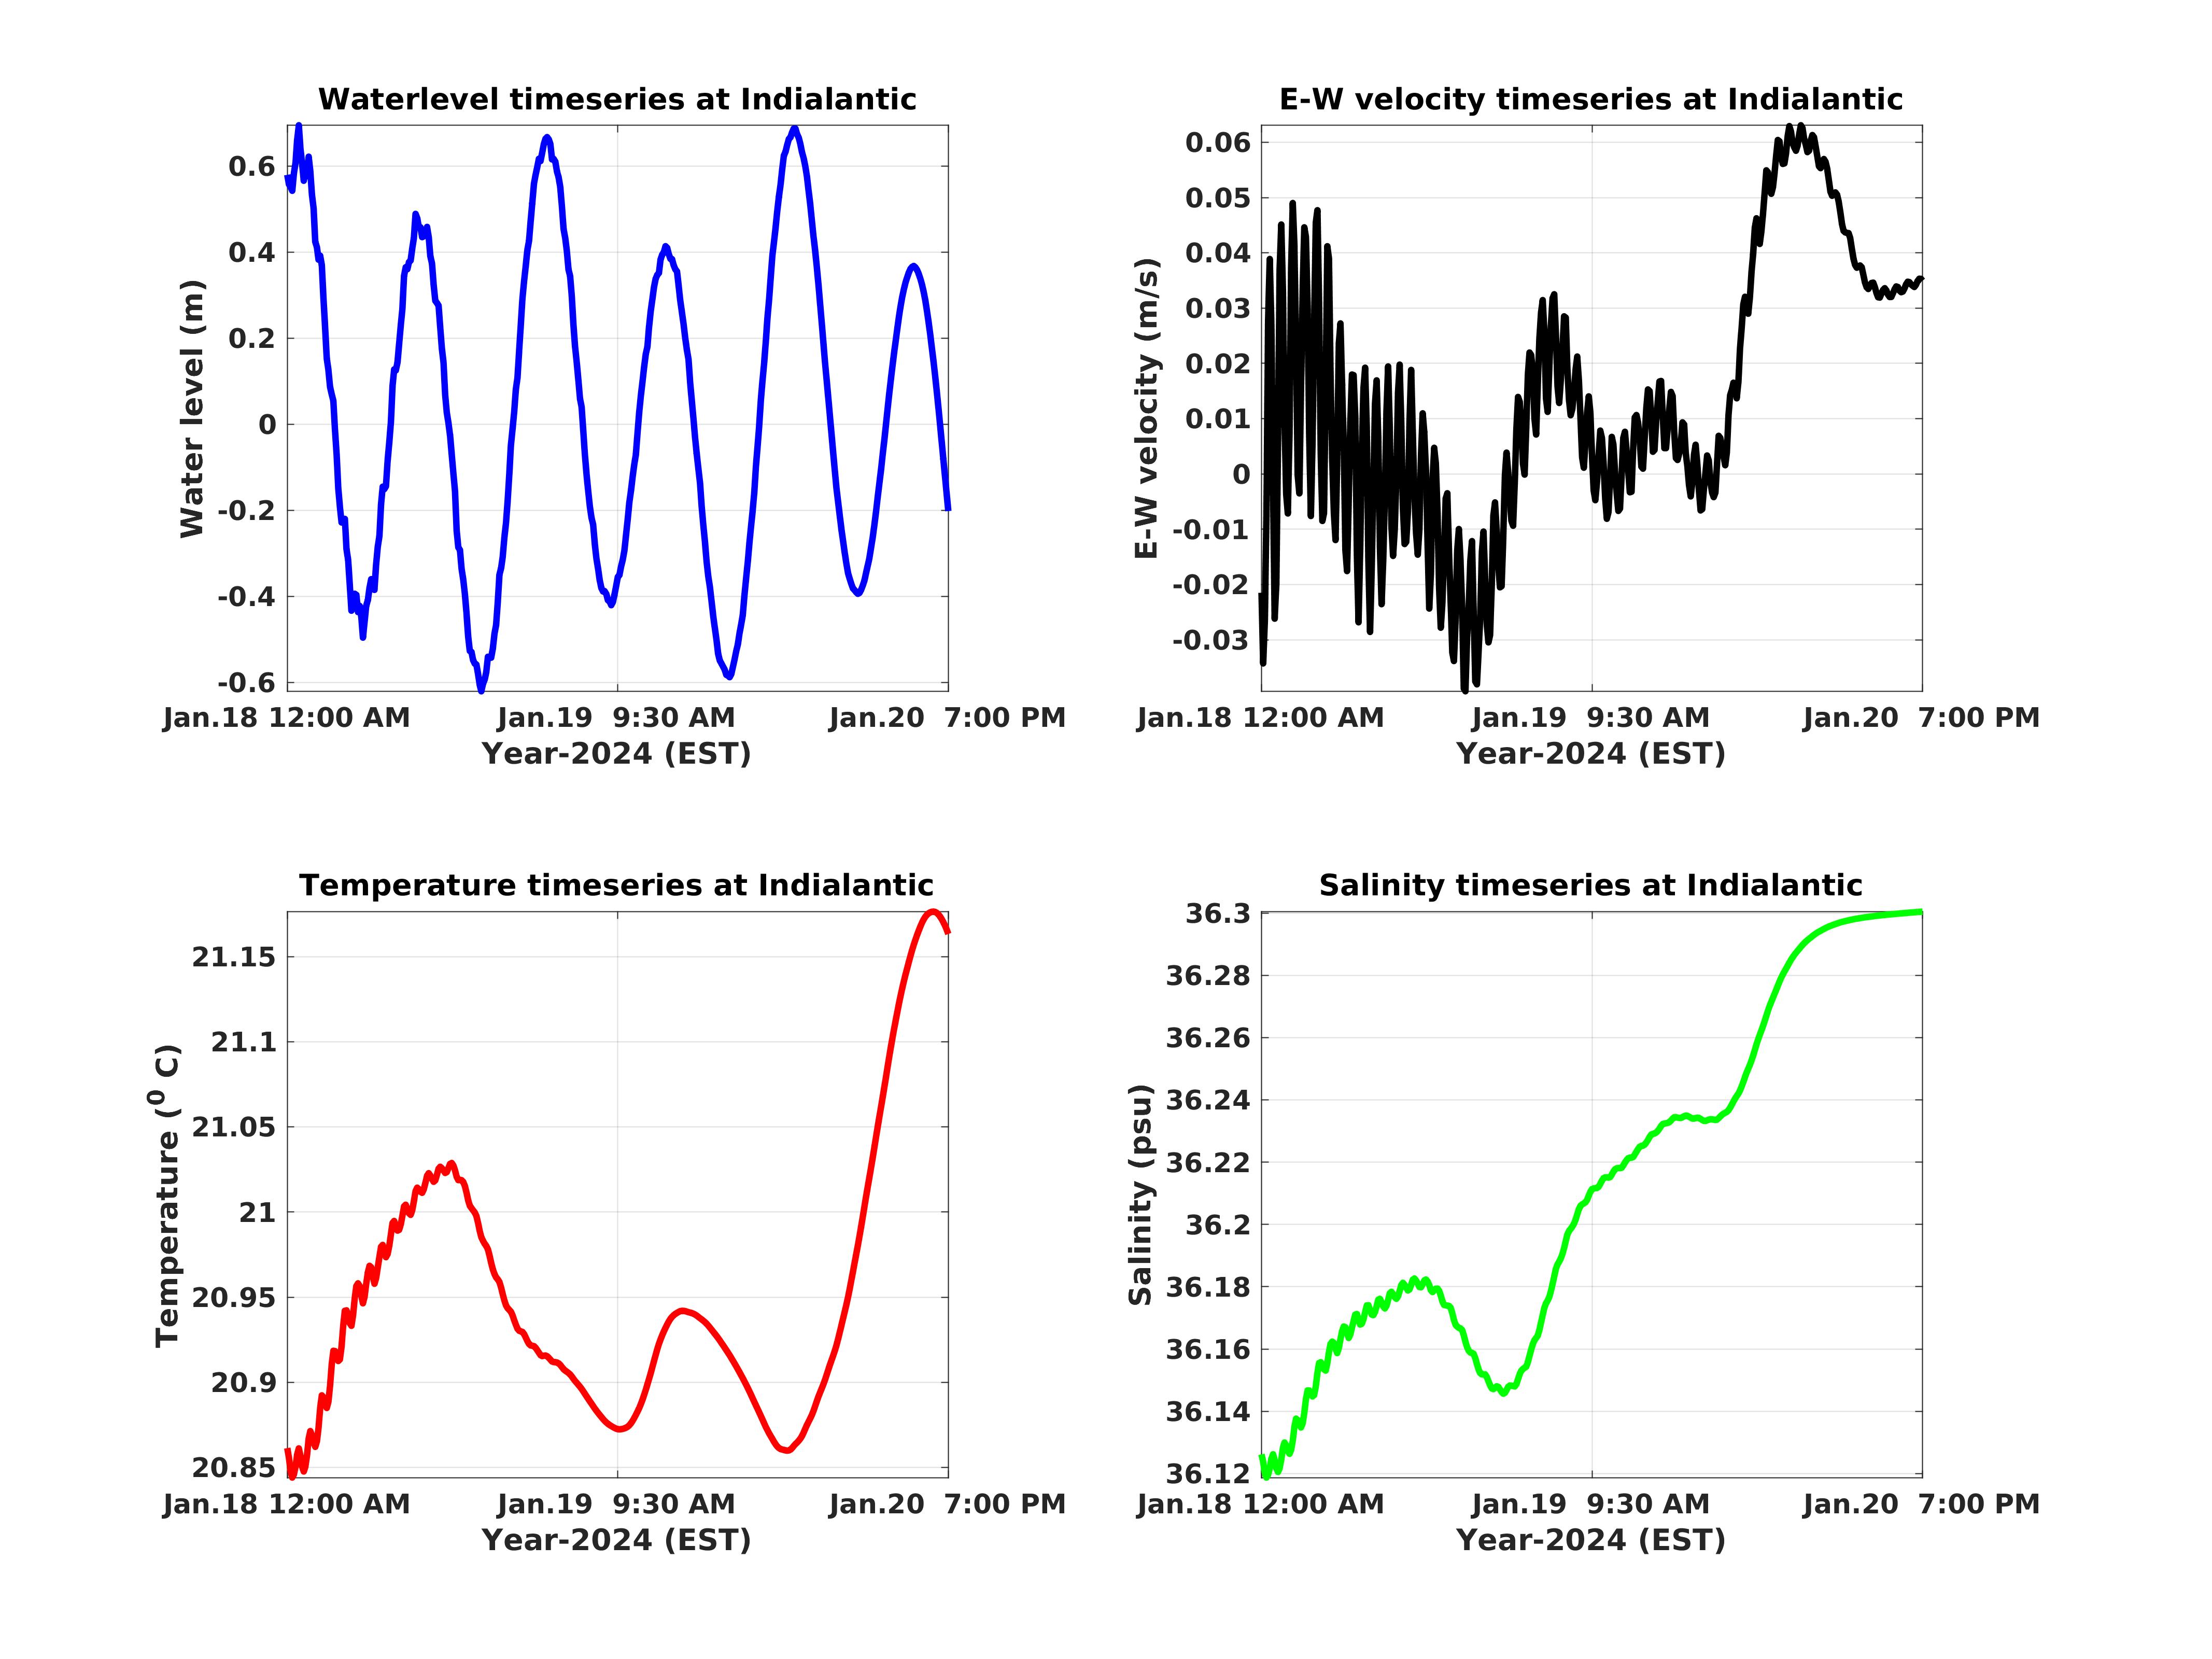 Waterlevel timeseries at Indialantic
Water level (m)
0.6
0.4
0.2
0
-0.2
-0.4
-0.6
Jan.18 12:00 AM
Jan.19 9:30 AM
Jan.20 7:00 PM
Year-2024 (EST)
E-W velocity timeseries at Indialantic
E-W velocity (m/s)
0.06
0.05
0.04
0.03
0.02
0.01
0
-0.01
-0.02
-0.03
Jan.18 12:00 AM
Jan.19 9:30 AM
Jan.20 7:00 PM
Year-2024 (EST)
Temperature timeseries at Indialantic
Temperature (⁰ C)
21.15
21.1
21.05
21
20.95
20.9
20.85
Jan.18 12:00 AM
Jan.19 9:30 AM
Jan.20 7:00 PM
Year-2024 (EST)
Salinity timeseries at Indialantic
Salinity (psu)
36.3
36.28
36.26
36.24
36.22
36.2
36.18
36.16
36.14
36.12
Jan.18 12:00 AM
Jan.19 9:30 AM
Jan.20 7:00 PM
Year-2024 (EST)